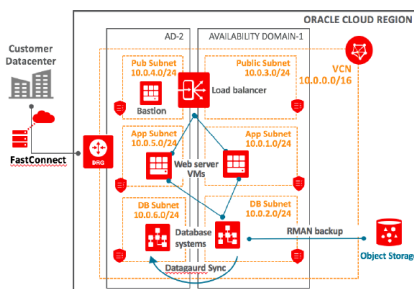 ORACLE CLOUD REGION
Customer
Datacenter
AD-2
AVAILABILITY DOMAIN-1
VCN
10.0.0.0/16
Pub Subnet
10.0.4.0/24
Public Subnet
10.0.3.0/24
Bastion
Load balancer
FastConnect
DRG
App Subnet
10.0.5.0/24
App Subnet
10.0.1.0/24
Web server
VMs
DB Subnet
10.0.6.0/24
DB Subnet
10.0.2.0/24
Database
systems
RMAN backup
Object Storage
Datagaurd Sync